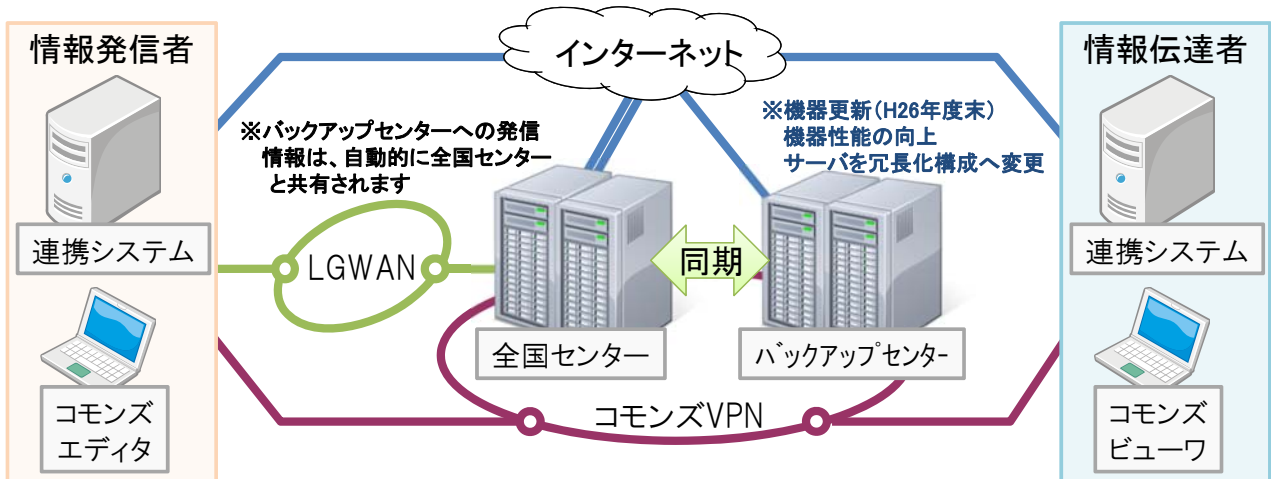 情報発信者
連携システム
コモンズ
エディタ
インターネット
※バックアップセンターへの発信
情報は、自動的に全国センター
と共有されます
※機器更新(H26年度末)
機器性能の向上
サーバを冗長化構成へ変更
LGWAN
同期
全国センター
バックアップセンター
コモンズVPN
情報伝達者
連携システム
コモンズ
ビューワ